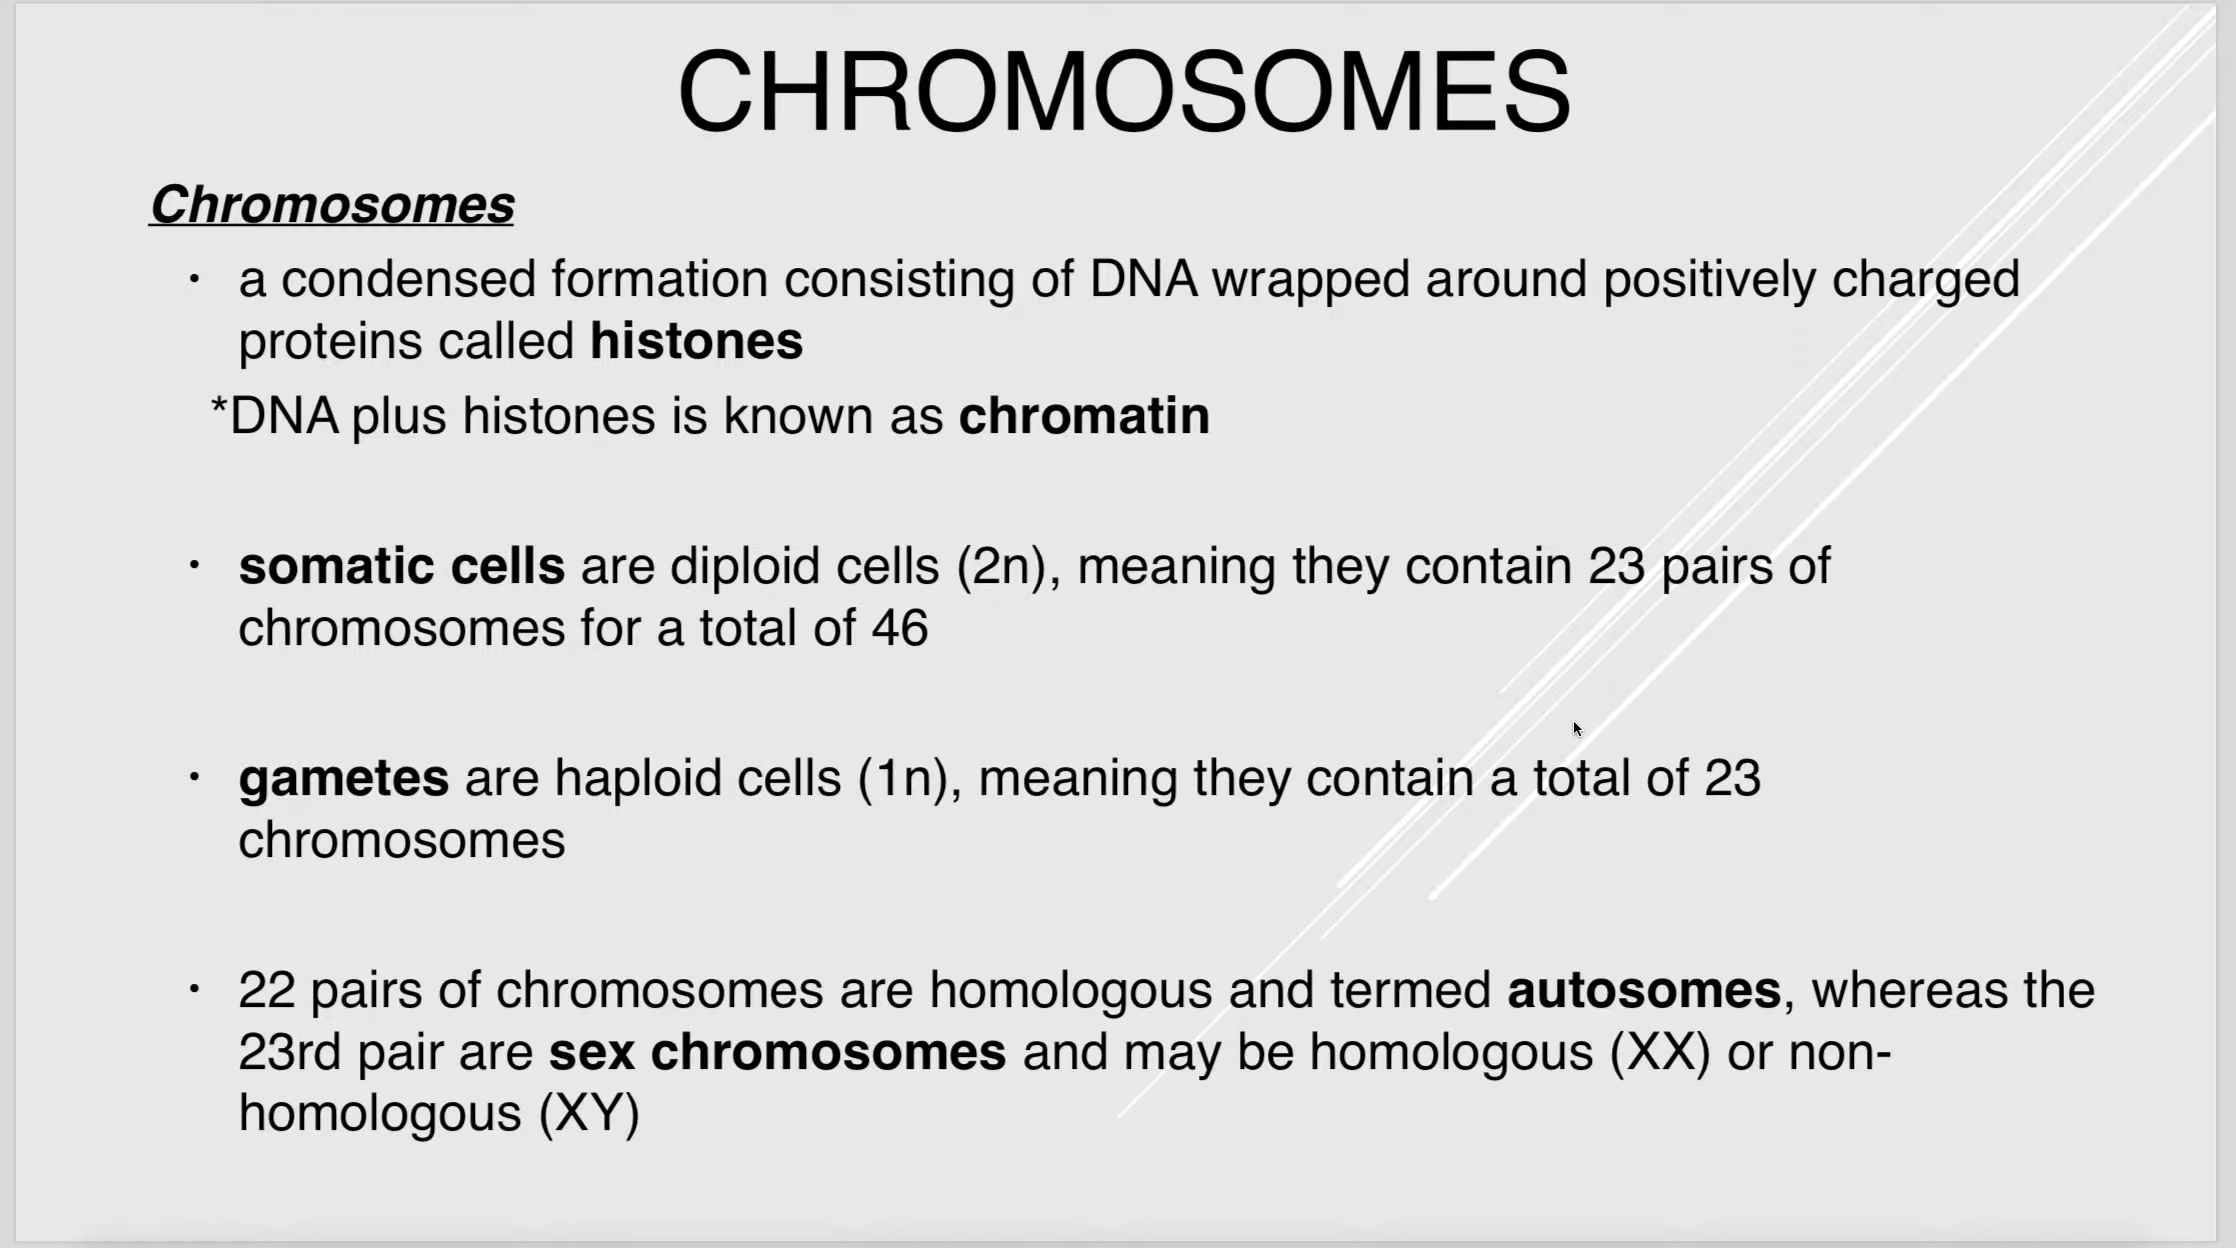 CHROMOSOMES
Chromosomes
• a condensed formation consisting of DNA wrapped around positively charged
proteins called histones
*DNA plus histones is known as chromatin
• somatic cells are diploid cells (2n), meaning they contain 23 pairs of
chromosomes for a total of 46
• gametes are haploid cells (1n), meaning they contain a total of 23
chromosomes
• 22 pairs of chromosomes are homologous and termed autosomes, whereas the
23rd pair are sex chromosomes and may be homologous (XX) or non-
homologous (XY)